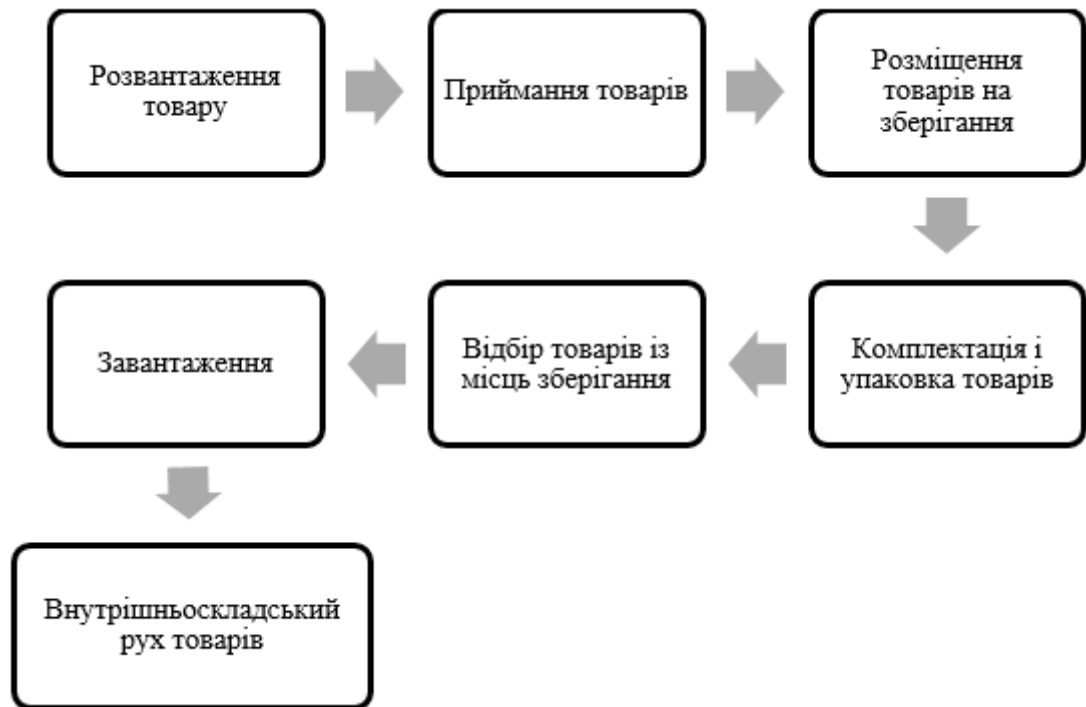 Розвантаження
товару
Приймання товарів
Розміщення
товарів на
зберігання
Комплектація і
упаковка товарів
Відбір товарів із
місць зберігання
Завантаження
Внутрішньоскладський
рух товарів